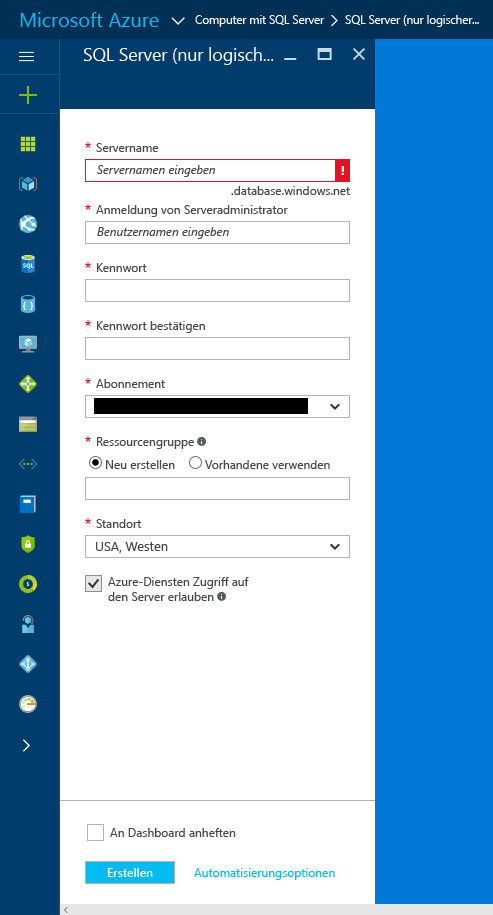 Microsoft Azure Computer mit SQL Server SQL Server (nur logischer...
SQL Server (nur logisch...
* Servername
Servernamen eingeben !
.database.windows.net
* Anmeldung von Serveradministrator
Benutzernamen eingeben
* Kennwort
* Kennwort bestätigen
* Abonnement
* Ressourcengruppe
Neu erstellen Vorhandene verwenden
* Standort
USA, Westen
Azure-Diensten Zugriff auf
den Server erlauben
An Dashboard anheften
Erstellen Automatisierungsoptionen
SQL